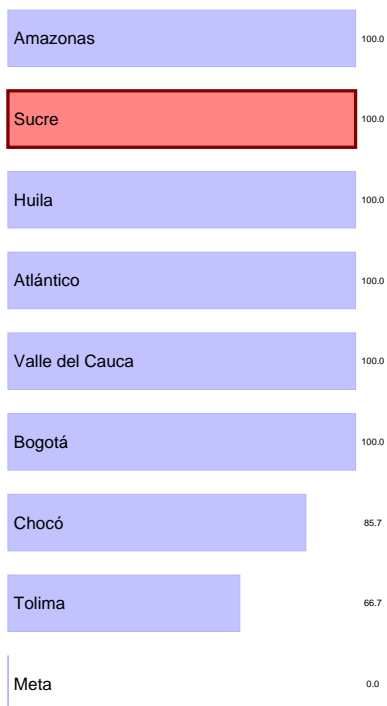 Amazonas 100.0
Sucre 100.0
Huila 100.0
Atlántico 100.0
Valle del Cauca 100.0
Bogotá 100.0
Chocó 85.7
Tolima 66.7
Meta 0.0